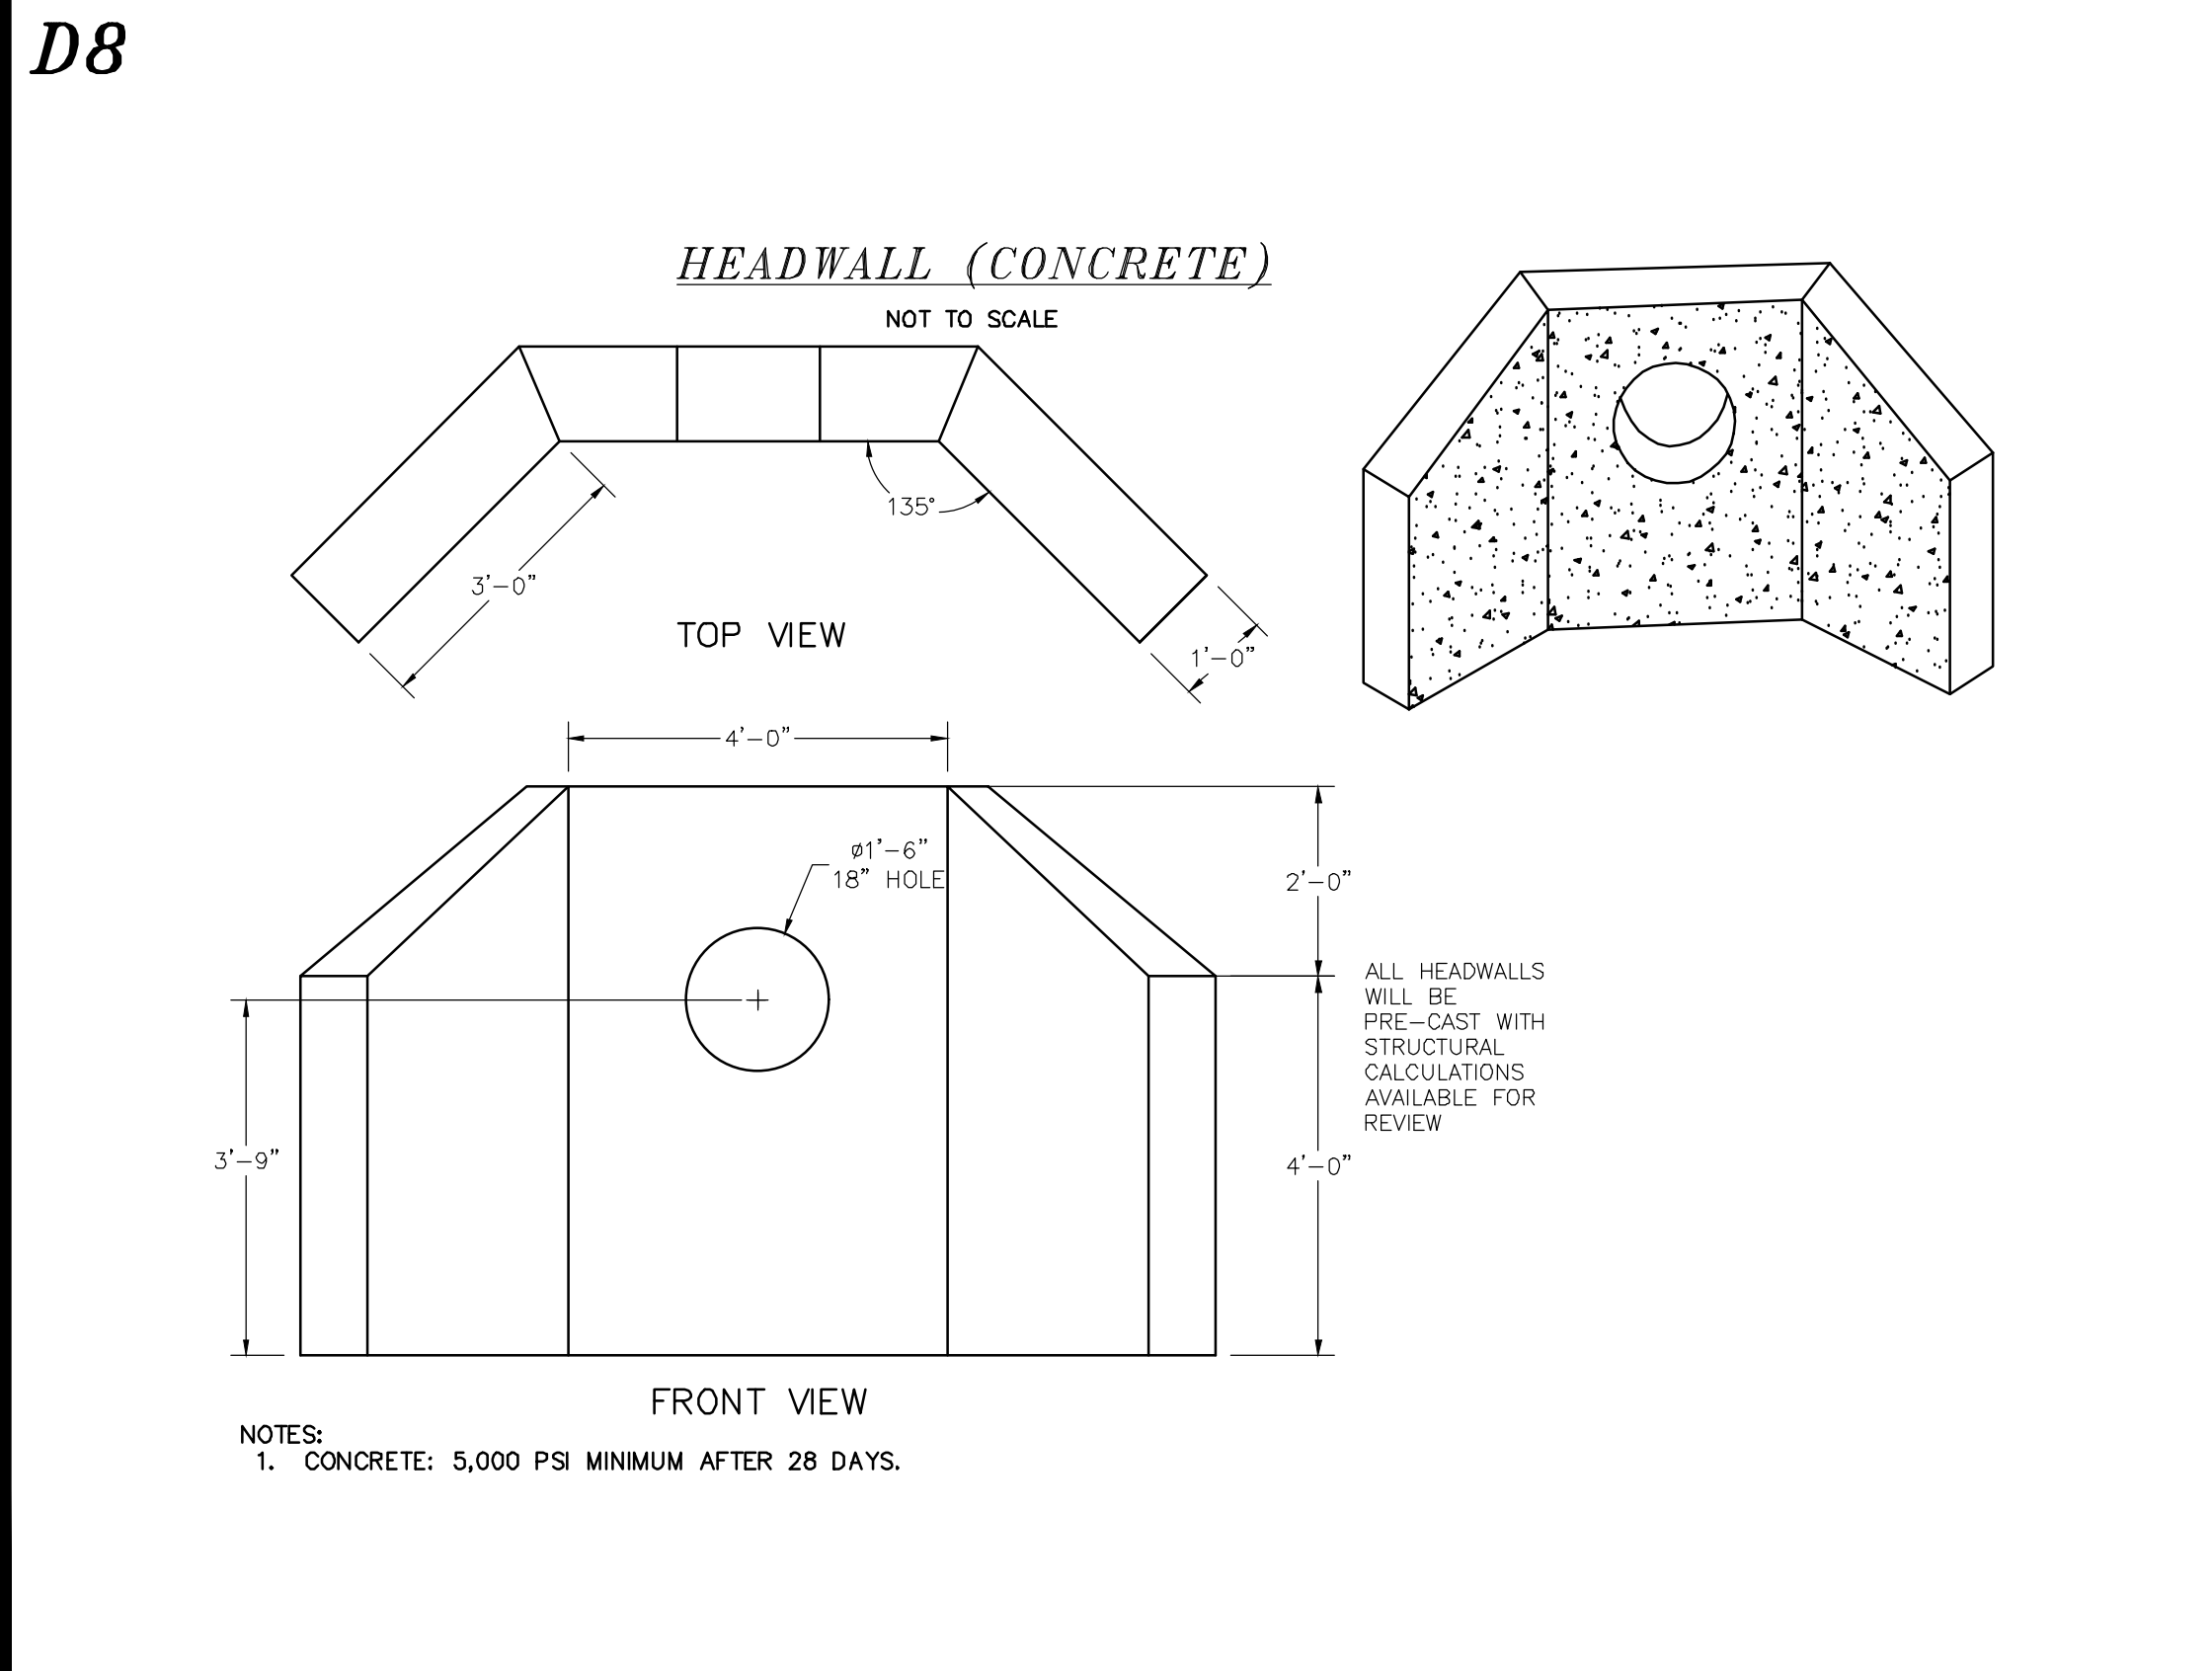 D8
HEADWALL (CONCRETE)
NOT TO SCALE
135°
3'-0"
TOP VIEW
1'-0"
4'-0"
ø1'-6"
18" HOLE
2'-0"
ALL HEADWALLS
WILL BE
PRE-CAST WITH
STRUCTURAL
CALCULATIONS
AVAILABLE FOR
REVIEW
3'-9"
4'-0"
FRONT VIEW
NOTES:
1. CONCRETE: 5,000 PSI MINIMUM AFTER 28 DAYS.